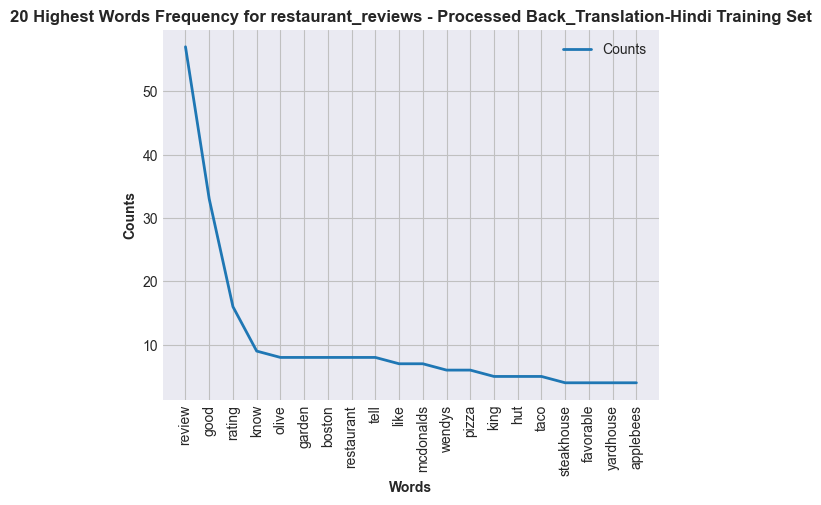 20 Highest Words Frequency for restaurant_reviews - Processed Back_Translation-Hindi Training Set
Counts
50
40
30
20
10
Counts
review
good
rating
know
olive
garden
boston
restaurant
tell
like
mcdonalds
wendys
pizza
king
hut
taco
steakhouse
favorable
yardhouse
applebees
Words